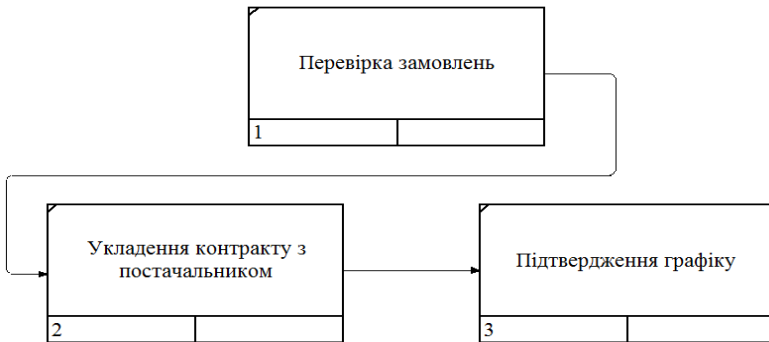 Перевірка замовлень
1
Укладення контракту з
постачальником
2
Підтвердження графіку
3